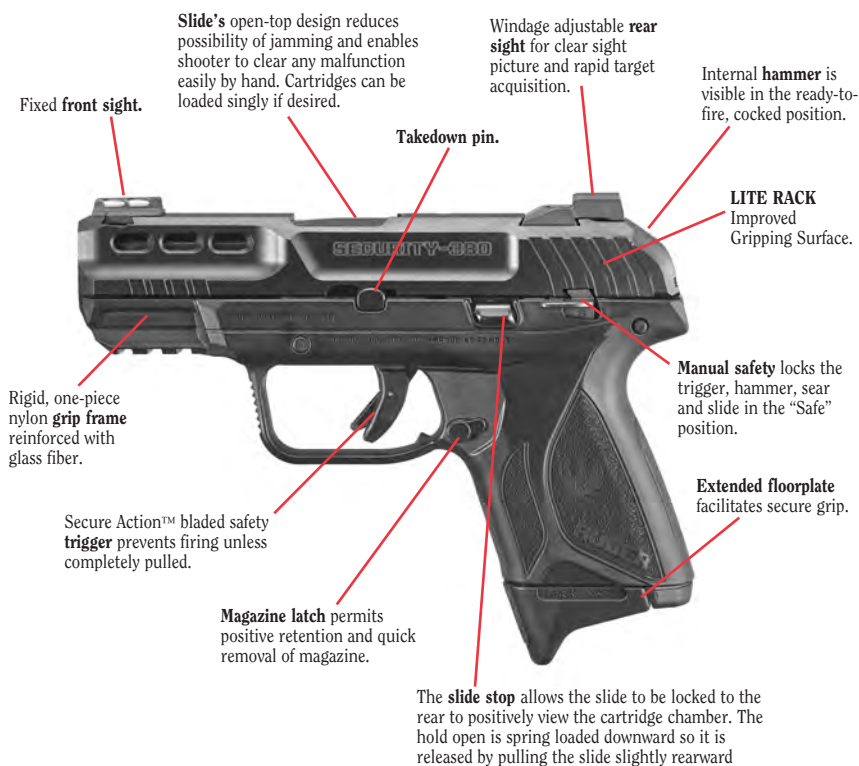 Slide's open-top design reduces
possibility of jamming and enables
shooter to clear any malfunction
easily by hand. Cartridges can be
loaded singly if desired.
Windage adjustable rear
sight for clear sight
picture and rapid target
acquisition.
Internal hammer is
visible in the ready-to-
fire, cocked position.
Fixed front sight.
Takedown pin.
LITE RACK
Improved
Gripping Surface.
SECURITY-380
Manual safety locks the
trigger, hammer, sear
and slide in the “Safe”
position.
Rigid, one-piece
nylon grip frame
reinforced with
glass fiber.
Extended floorplate
facilitates secure grip.
RUGER
Secure Action™ bladed safety
trigger prevents firing unless
completely pulled.
Magazine latch permits
positive retention and quick
removal of magazine.
The slide stop allows the slide to be locked to the
rear to positively view the cartridge chamber. The
hold open is spring loaded downward so it is
released by pulling the slide slightly rearward